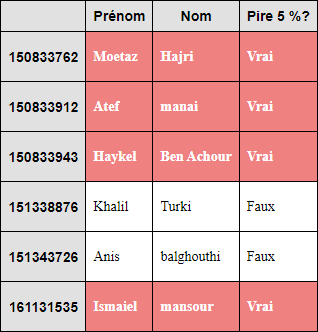 Prénom Nom Pire 5 %?
150833762 Moetaz Hajri Vrai
150833912 Atef manai Vrai
150833943 Haykel Ben Achour Vrai
151338876 Khalil Turki Faux
151343726 Anis balghouthi Faux
161131535 Ismaiel mansour Vrai